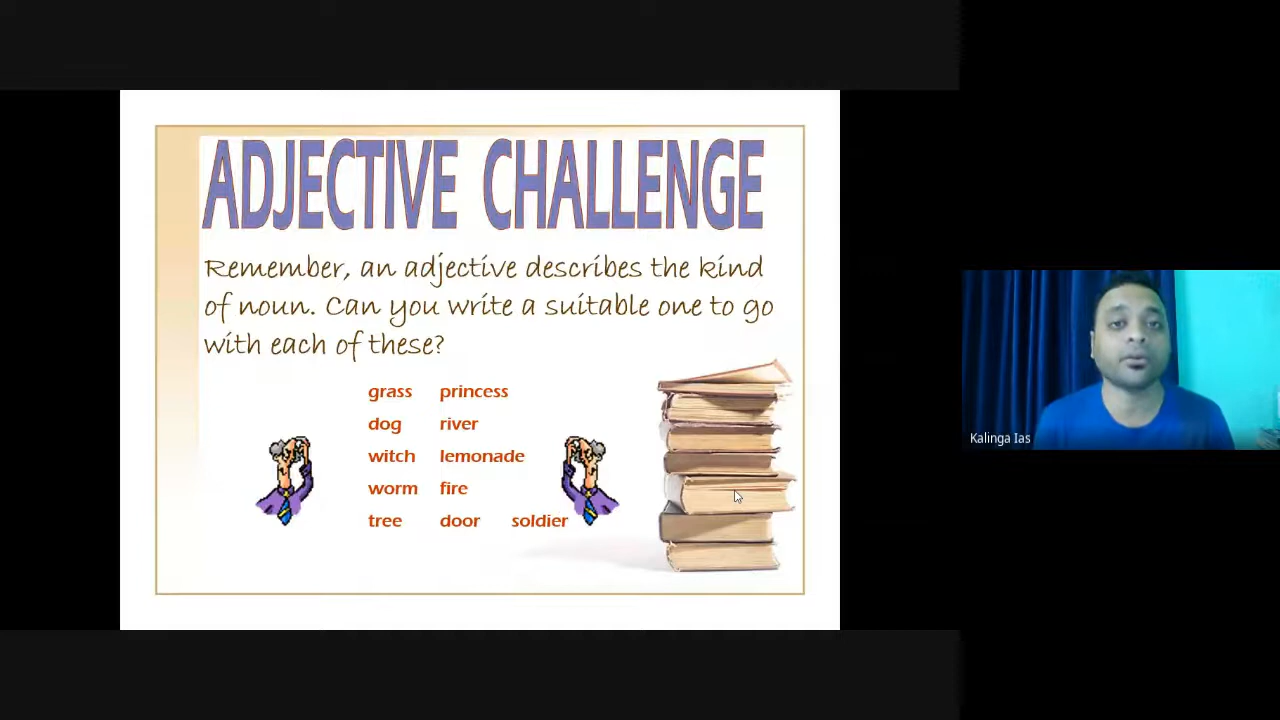 ADJECTIVE CHALLENGE
Remember, an adjective describes the kind
of noun. Can you write a suitable one to go
with each of these?
grass princess
dog river
witch lemonade
worm fire
tree door soldier
Kalinga Ias